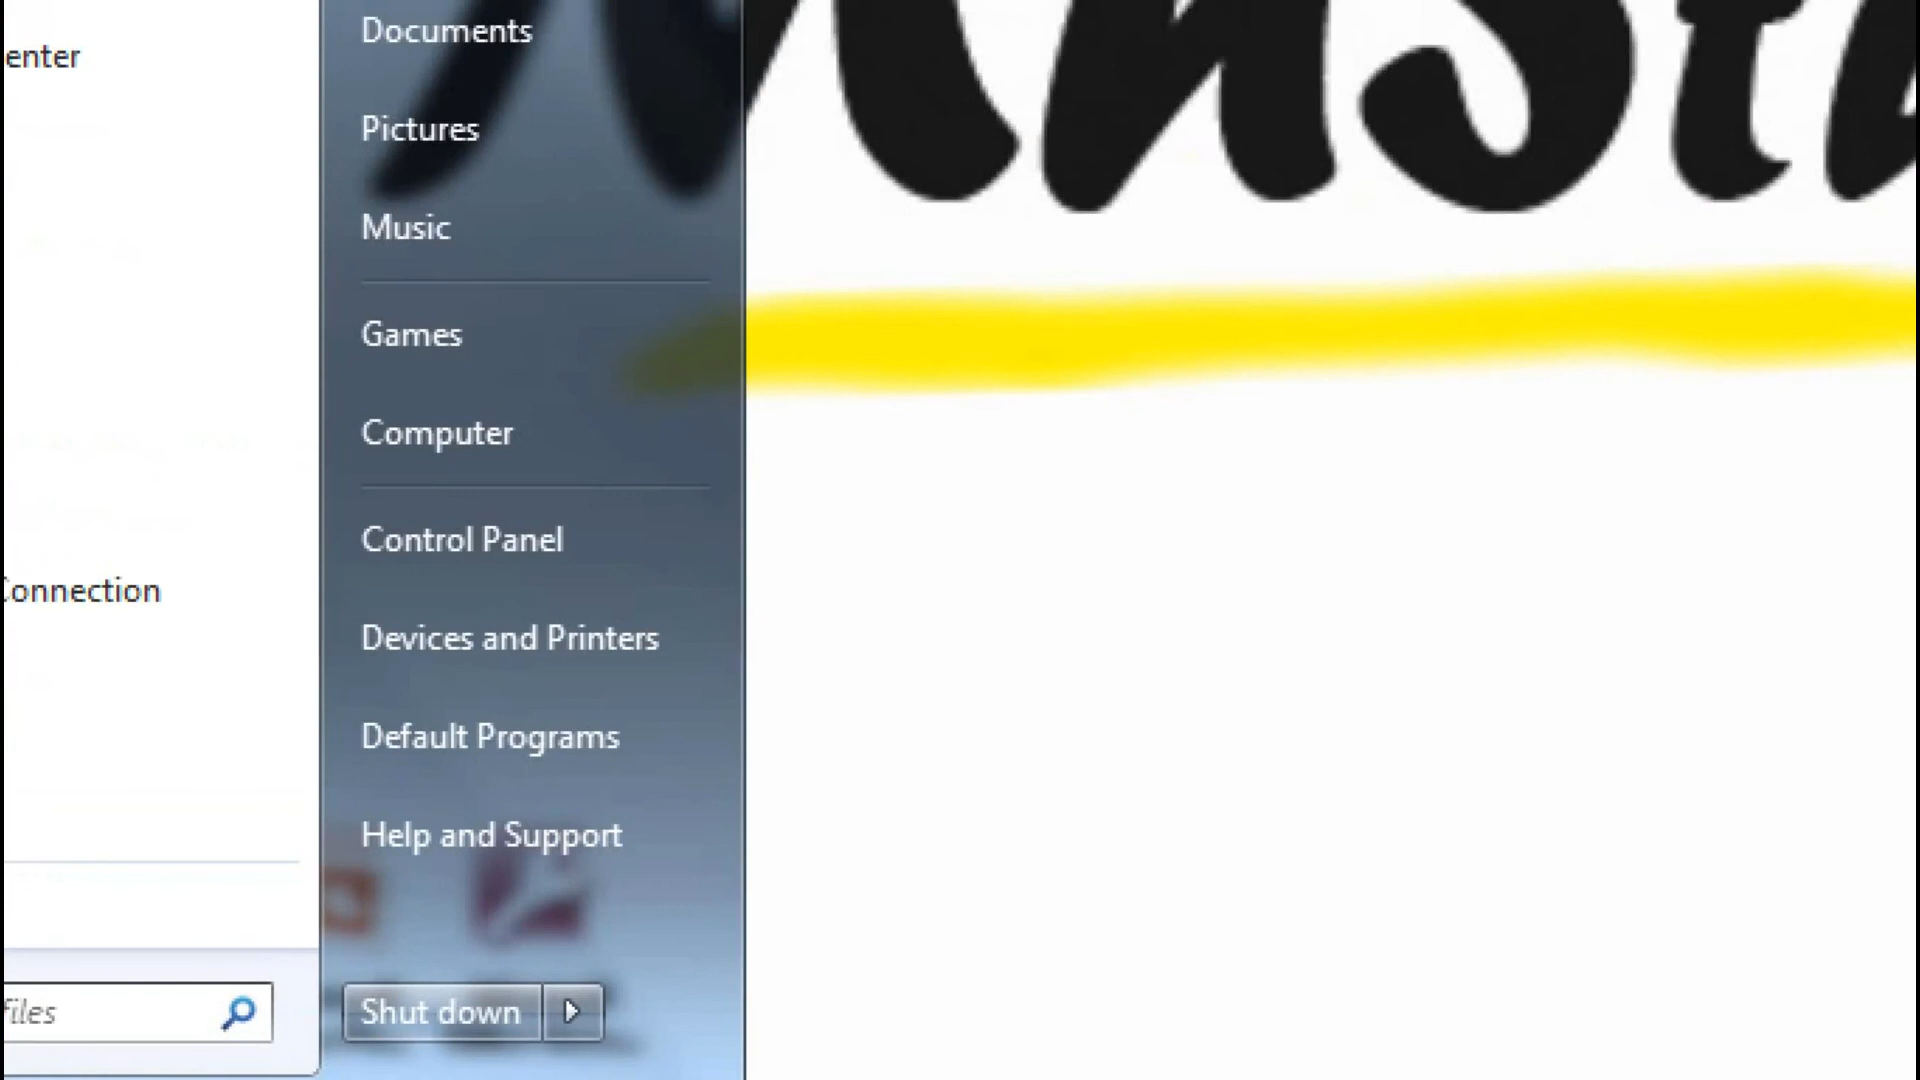 enter
Connection
files
Documents
Pictures
Music
Games
Computer
Control Panel
Devices and Printers
Default Programs
Help and Support
Shut down